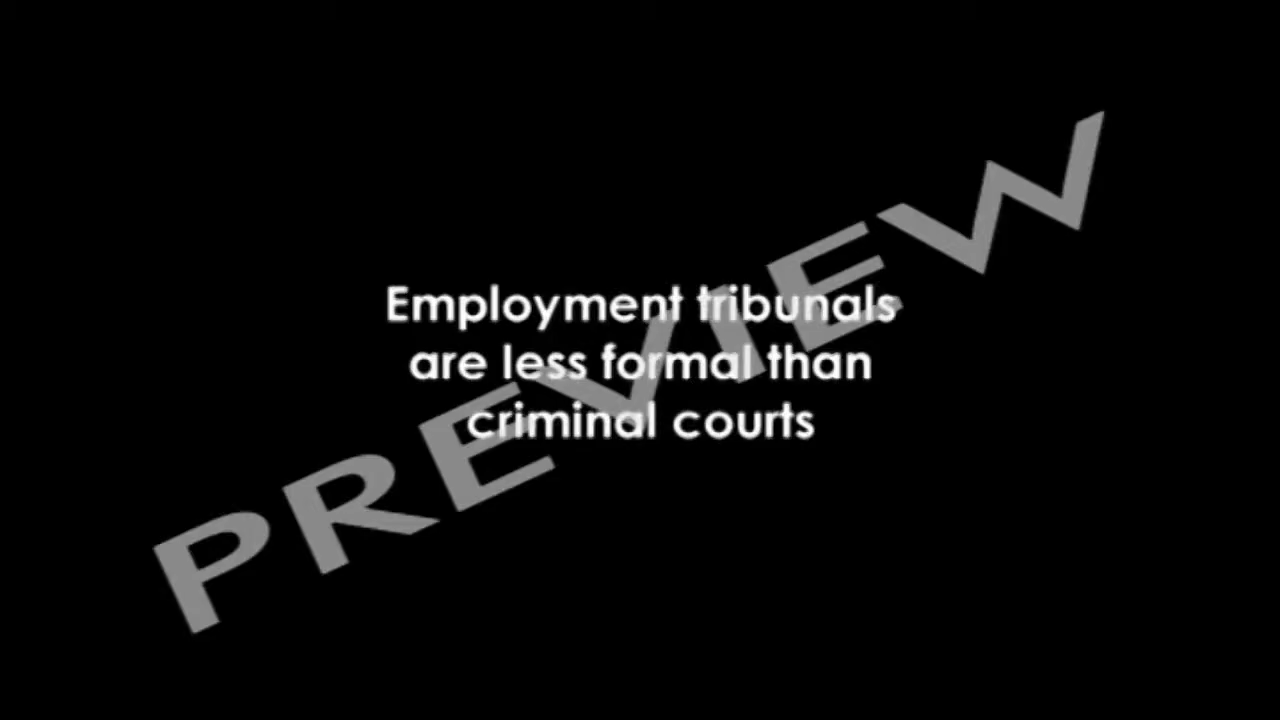 Employment tribunals
are less formal than
criminal courts
PREVIEW